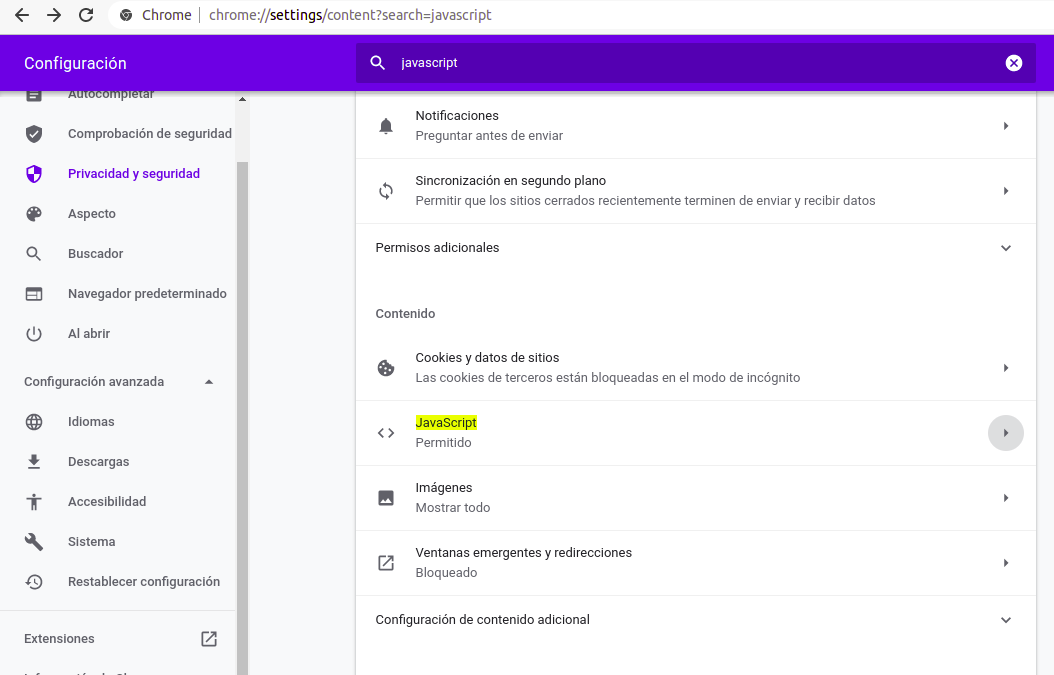 Chrome | chrome://settings/content?search=javascript
Configuración
javascript
Autocompletar
Comprobación de seguridad
Privacidad y seguridad
Aspecto
Buscador
Navegador predeterminado
Al abrir
Configuración avanzada
Idiomas
Descargas
Accesibilidad
Sistema
Restablecer configuración
Extensiones
Notificaciones
Preguntar antes de enviar
Sincronización en segundo plano
Permitir que los sitios cerrados recientemente terminen de enviar y recibir datos
Permisos adicionales
Contenido
Cookies y datos de sitios
Las cookies de terceros están bloqueadas en el modo de incógnito
JavaScript
Permitido
Imágenes
Mostrar todo
Ventanas emergentes y redirecciones
Bloqueado
Configuración de contenido adicional